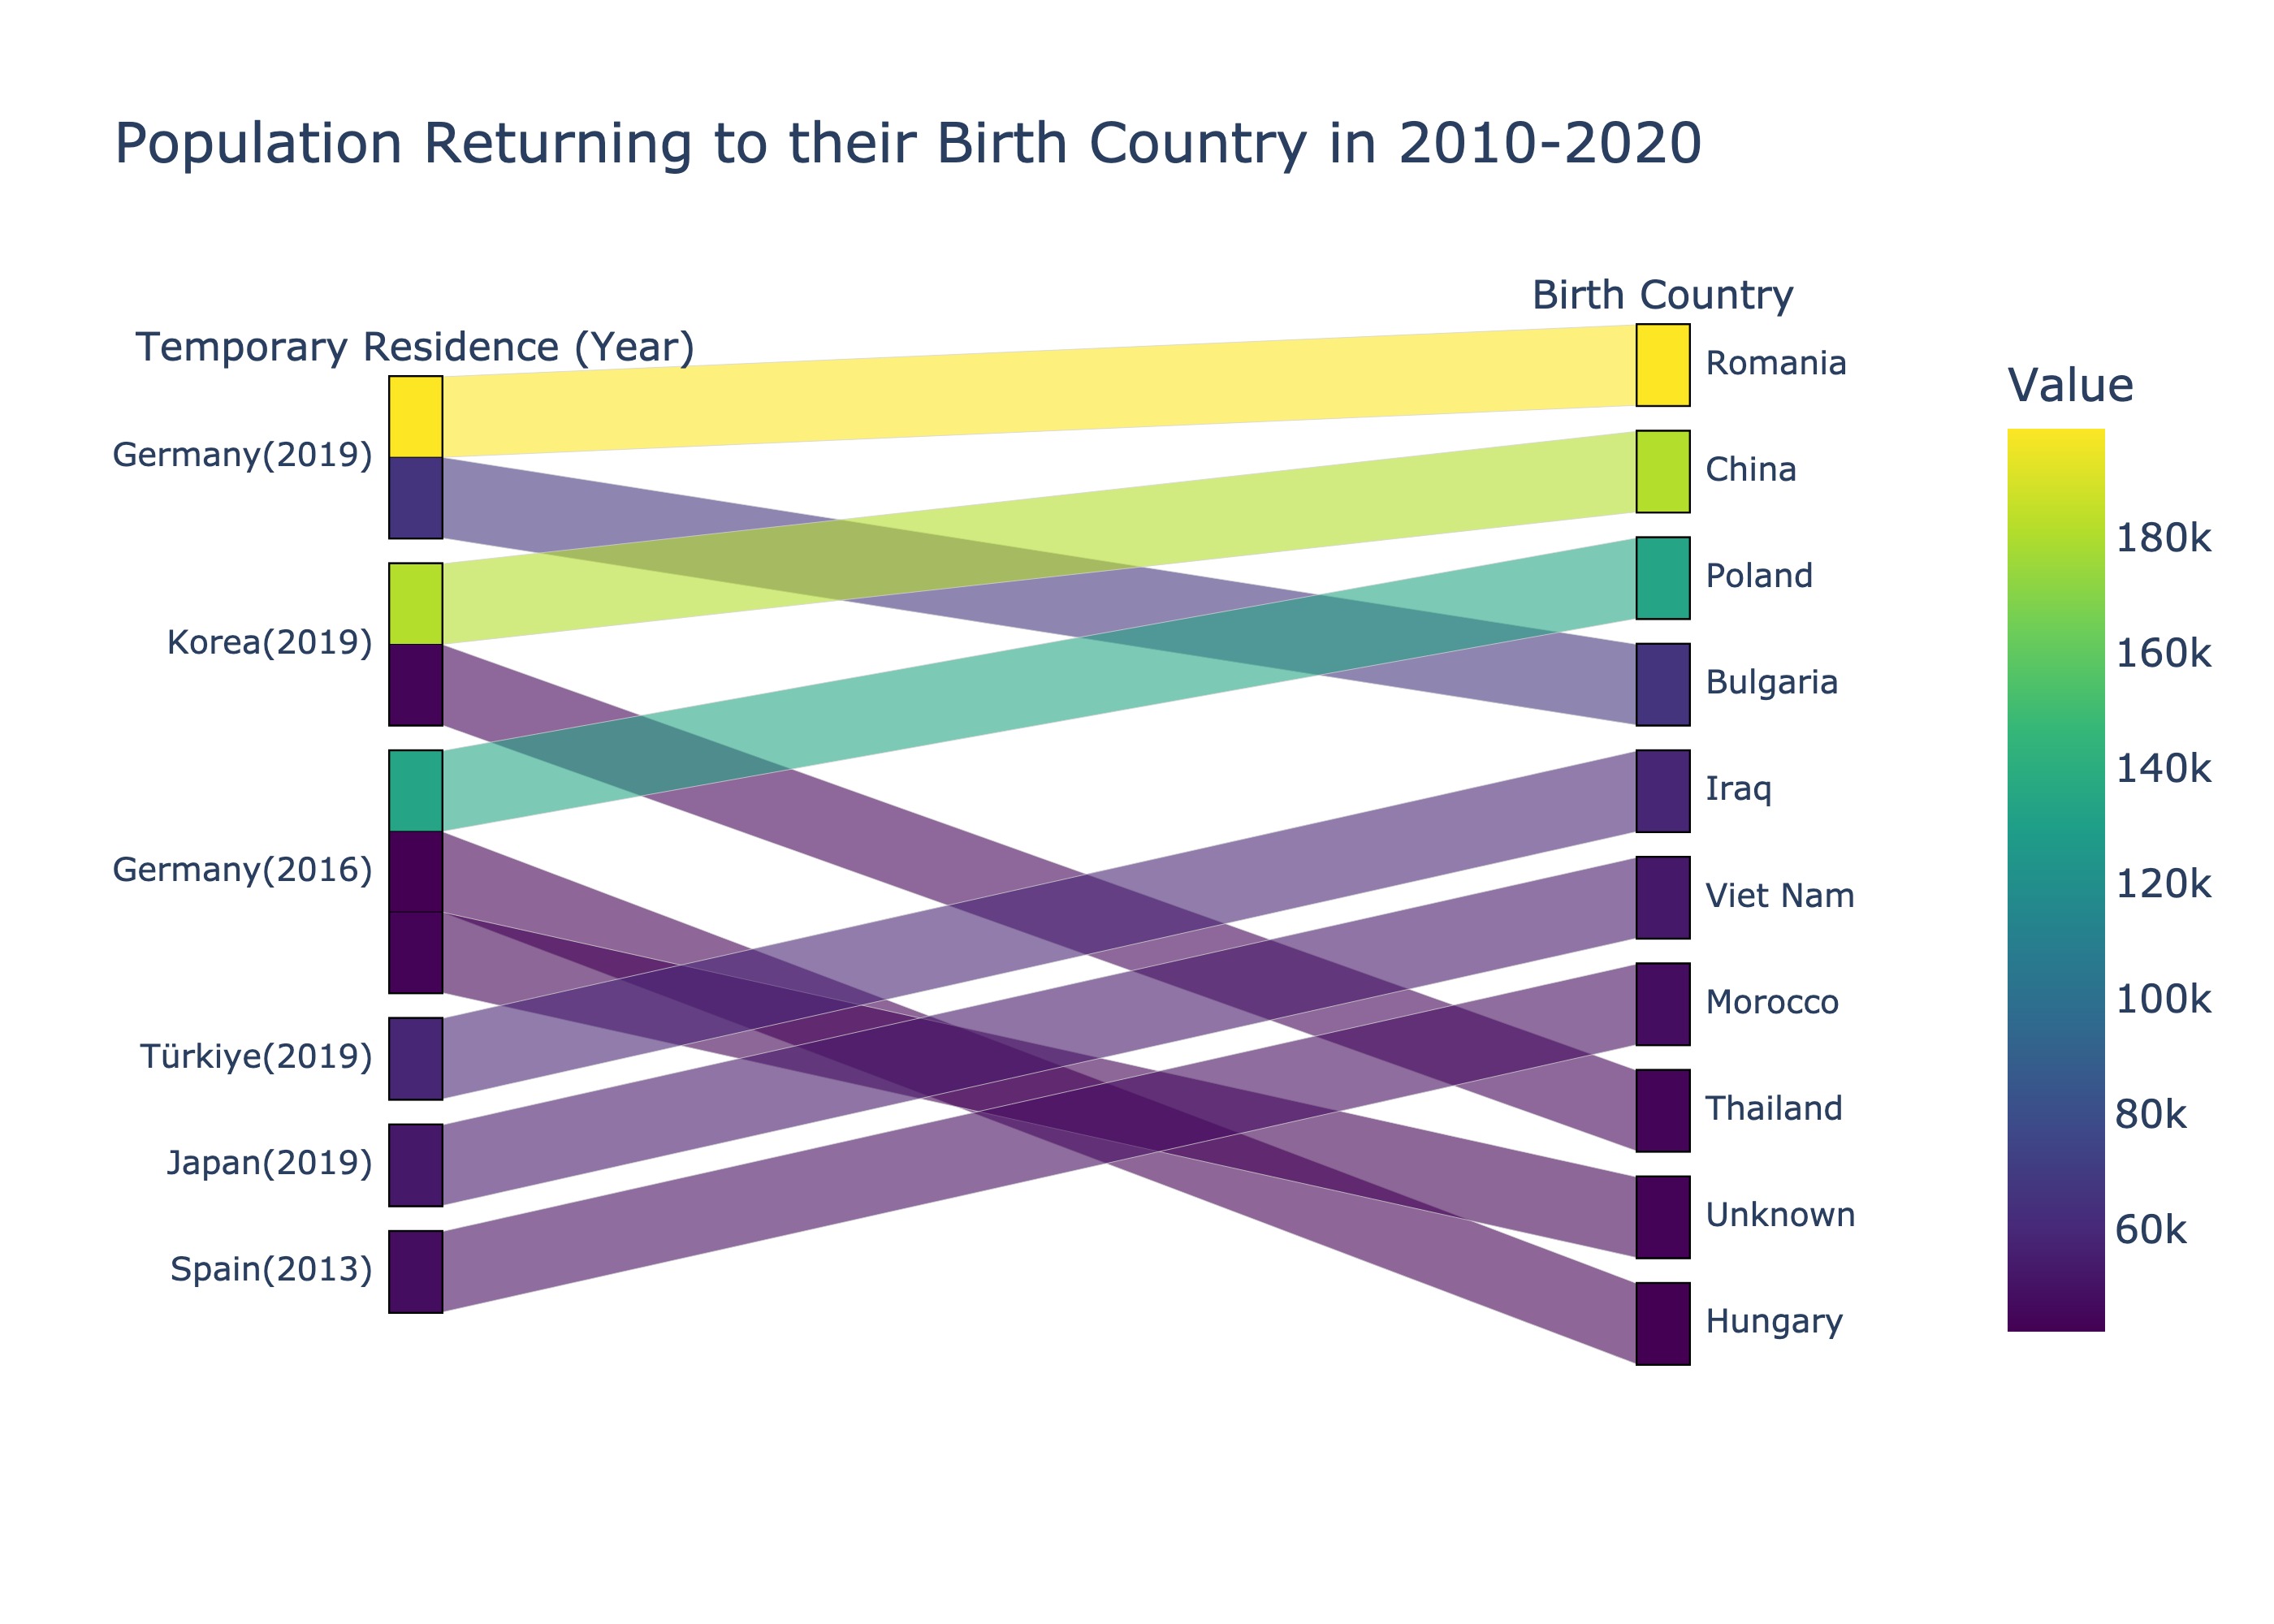 Population Returning to their Birth Country in 2010-2020
Temporary Residence (Year)
Germany(2019)
Korea(2019)
Germany(2016)
Türkiye(2019)
Japan(2019)
Spain(2013)
Birth Country
Romania
China
Poland
Bulgaria
Iraq
Viet Nam
Morocco
Thailand
Unknown
Hungary
Value
180k
160k
140k
120k
100k
80k
60k